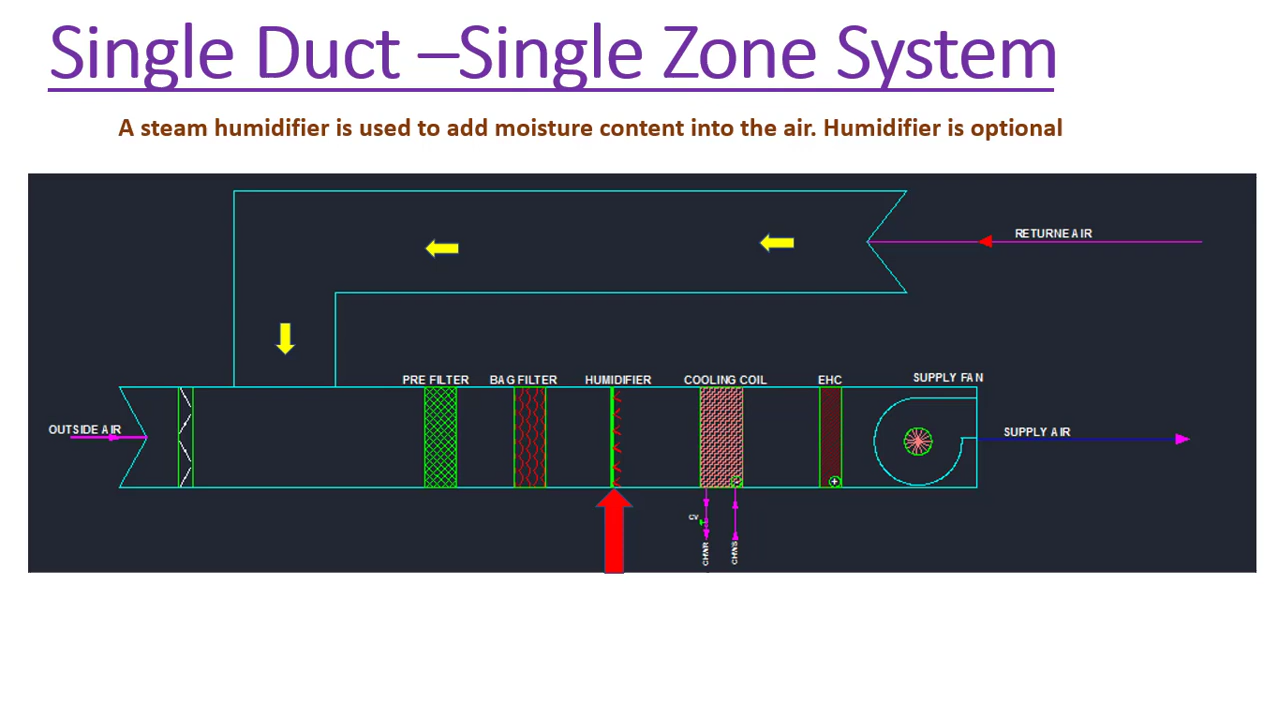 Single Duct –Single Zone System
A steam humidifier is used to add moisture content into the air. Humidifier is optional
RETURNE AIR
PRE FILTER BAG FILTER HUMIDIFIER COOLING COIL EHC SUPPLY FAN
OUTSIDE AIR
SUPPLY AIR
CV
CHWR
CHWS